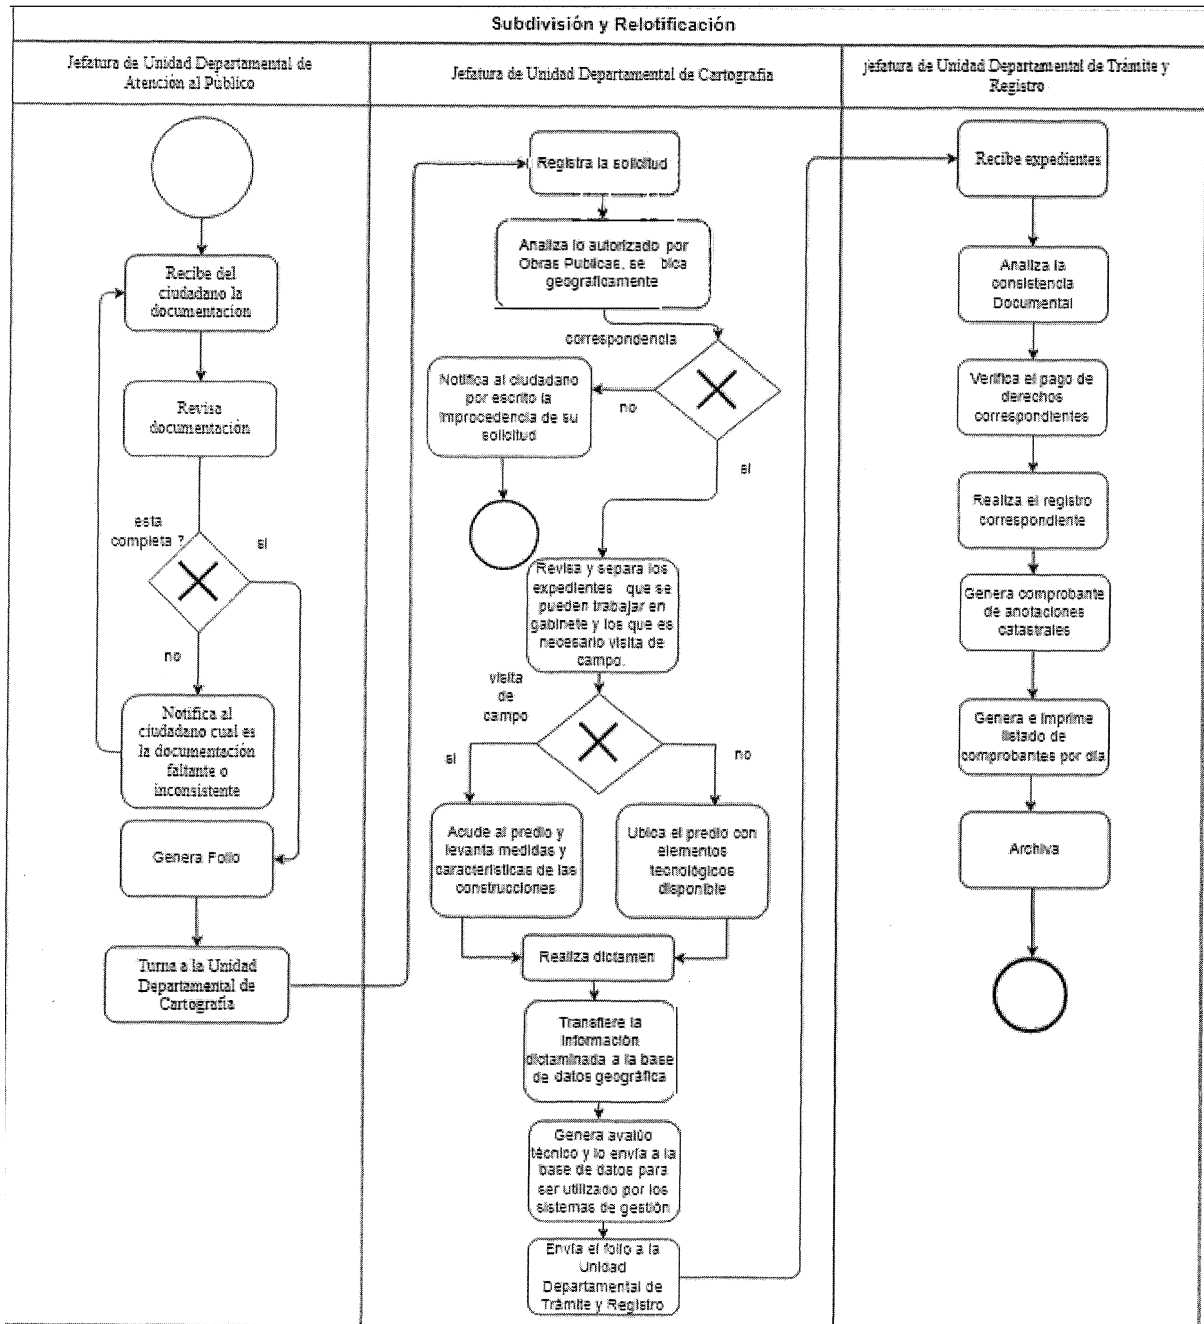 Subdivisión y Relotificación
Jefatura de Unidad Departamental de
Atención al Público
Jefatura de Unidad Departamental de Cartografía
jefatura de Unidad Departamental de Trámite y
Registro
Recibe del
ciudadano la
documentacion
Revisa
documentación
esta
completa ?
si
no
Notifica al
ciudadano cual es
la documentación
faltante o
inconsistente
Genera Folio
Turna a la Unidad
Departamental de
Cartografía
Registra la solicitud
Analiza lo autorizado por
Obras Publicas, se bica
geográficamente
correspondencia
no
si
Notifica al ciudadano
por escrito la
improcedencia de su
solicitud
Revisa y separa los
expedientes que se
pueden trabajar en
gabinete y los que es
necesario visita de
campo.
visita
de
campo
si
no
Acude al predio y
levanta medidas y
características de las
construcciones
Ubica el predio con
elementos
tecnológicos
disponible
Realiza dictamen
Transfiere la
información
dictaminada a la base
de datos geográfica
Genera avalúo
técnico y lo envía a la
base de datos para
ser utilizado por los
sistemas de gestión
Envía el folio a la
Unidad
Departamental de
Trámite y Registro
Recibe expedientes
Analiza la
consistencia
Documental
Verifica el pago de
derechos
correspondientes
Realiza el registro
correspondiente
Genera comprobante
de anotaciones
catastrales
Genera e imprime
listado de
comprobantes por día
Archiva